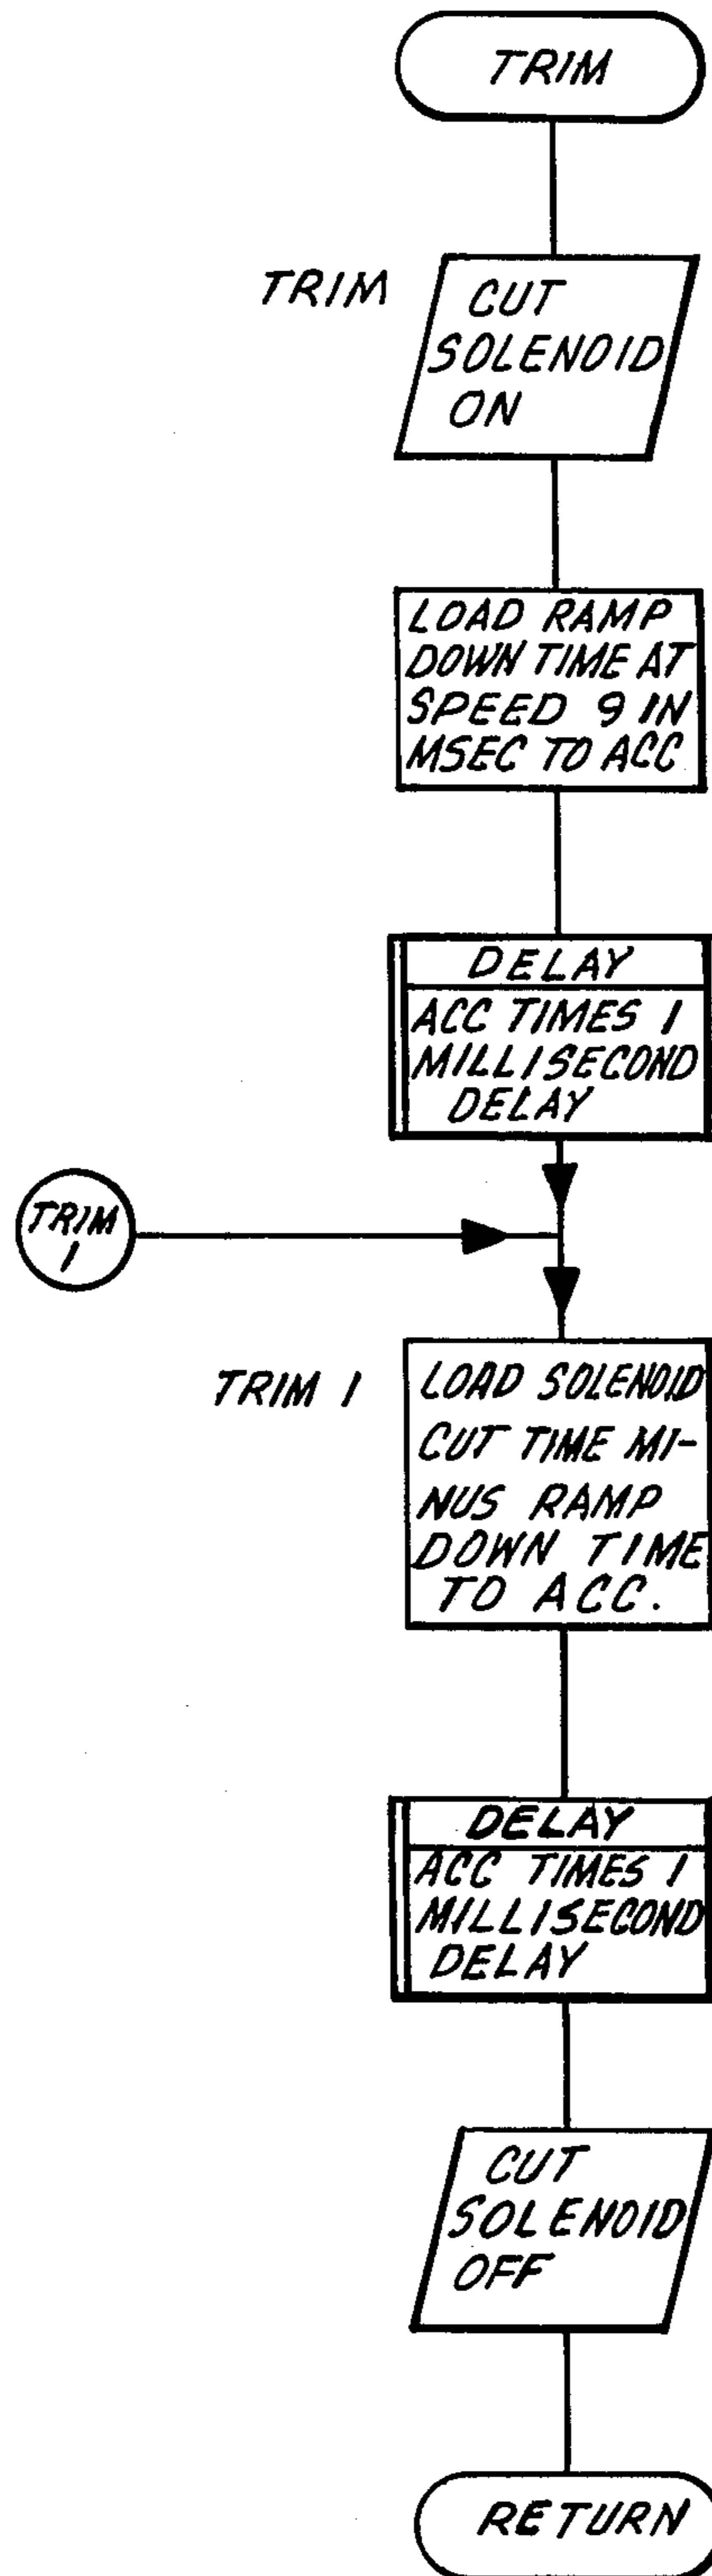 TRIM
TRIM
CUT
SOLENOID
ON
LOAD RAMP
DOWN TIME AT
SPEED 9 IN
MSEC TO ACC
DELAY
ACC TIMES 1
MILLISECOND
DELAY
TRIM
1
TRIM 1
LOAD SOLENOID
CUT TIME MI-
NUS RAMP
DOWN TIME
TO ACC.
DELAY
ACC TIMES 1
MILLISECOND
DELAY
CUT
SOLENOID
OFF
RETURN